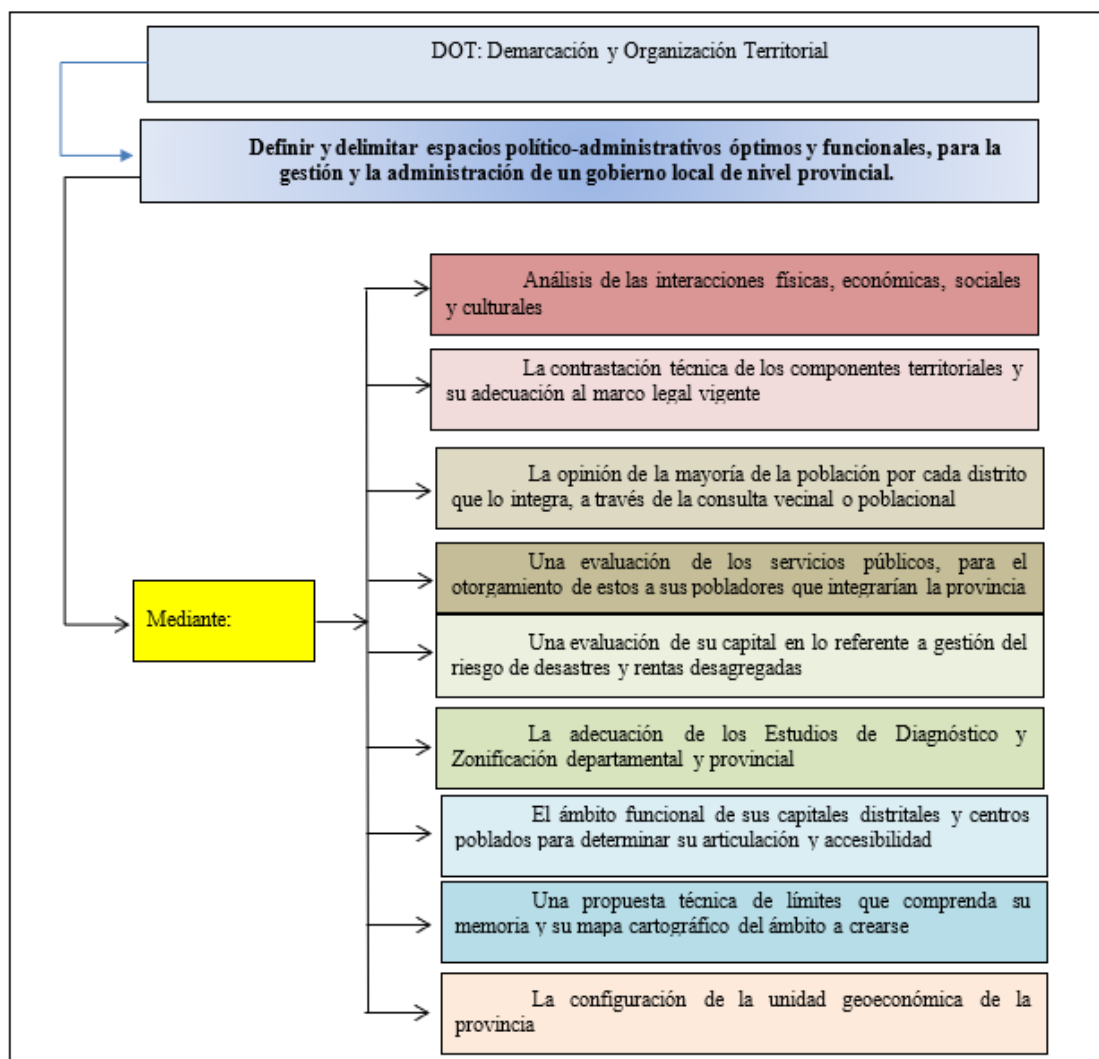 DOT: Demarcación y Organización Territorial
Definir y delimitar espacios político-administrativos óptimos y funcionales, para la
gestión y la administración de un gobierno local de nivel provincial.
Análisis de las interacciones físicas, económicas, sociales
y culturales
La contrastación técnica de los componentes territoriales y
su adecuación al marco legal vigente
La opinión de la mayoría de la población por cada distrito
que lo integra, a través de la consulta vecinal o poblacional
Una evaluación de los servicios públicos, para el
otorgamiento de estos a sus pobladores que integrarían la provincia
Mediante:
Una evaluación de su capital en lo referente a gestión del
riesgo de desastres y rentas desagregadas
La adecuación de los Estudios de Diagnóstico y
Zonificación departamental y provincial
El ámbito funcional de sus capitales distritales y centros
poblados para determinar su articulación y accesibilidad
Una propuesta técnica de límites que comprenda su
memoria y su mapa cartográfico del ámbito a crearse
La configuración de la unidad geoeconómica de la
provincia